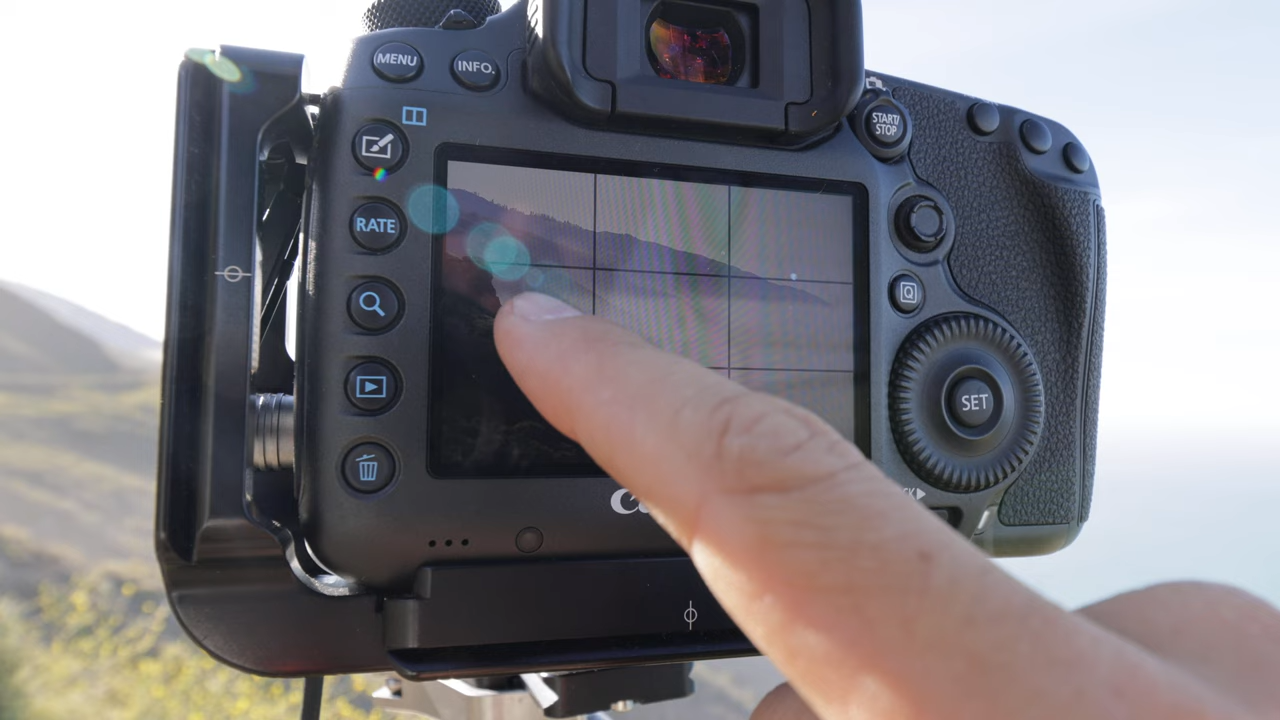 MENU
INFO.
START/
STOP
RATE
Q
SET